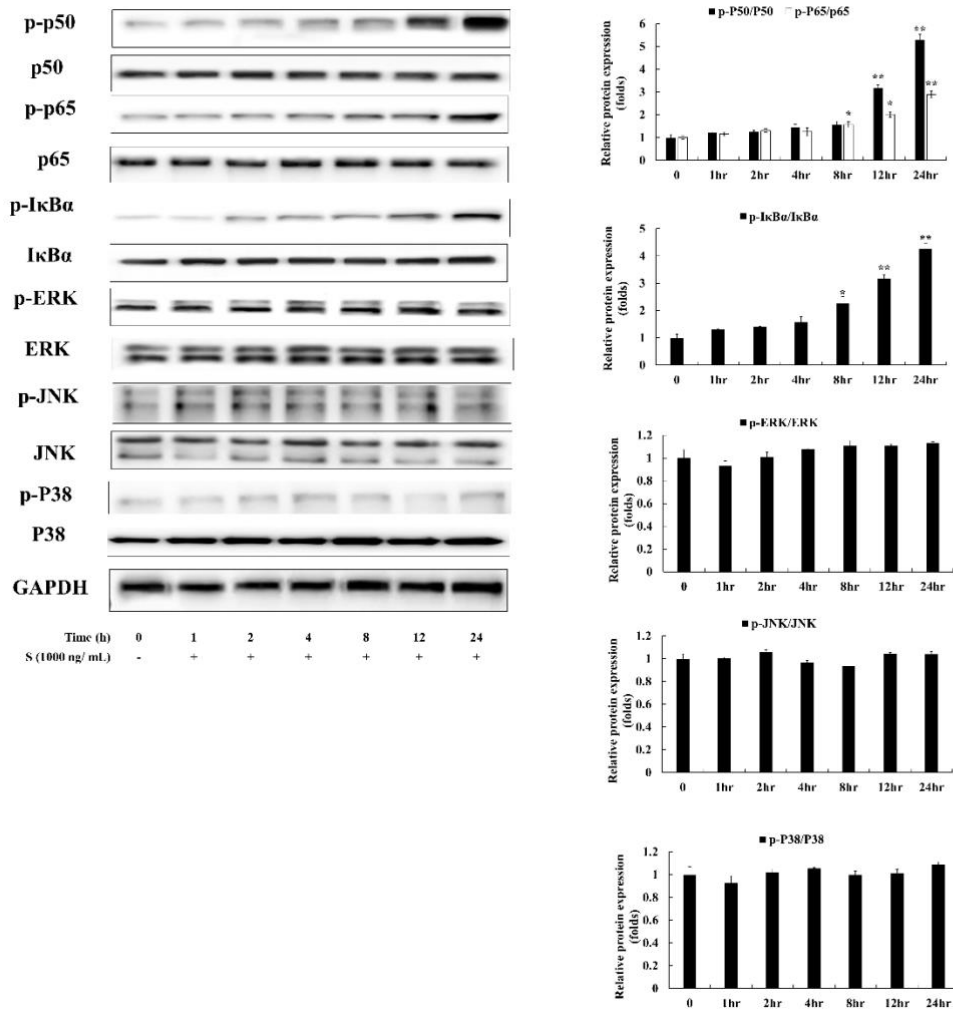 p-p50
p50
p-p65
p65
p-IκBα
IκBα
p-ERK
ERK
p-JNK
JNK
p-P38
P38
GAPDH
Time (h) 0 1 2 4 8 12 24
S (1000 ng/ mL) - + + + + + +
p-P50/P50 p-P65/p65
Relative protein expression
(folds)
6
5
4
3
2
1
0
* ** * ** **
0 1hr 2hr 4hr 8hr 12hr 24hr
p-IκBα/IκBα
Relative protein expression
(folds)
6
4
2
0
* ** **
0 1hr 2hr 4hr 8hr 12hr 24hr
p-ERK/ERK
Relative protein expression
(folds)
1.2
1
0.8
0.6
0.4
0.2
0
0 1hr 2hr 4hr 8hr 12hr 24hr
p-JNK/JNK
Relative protein expression
(folds)
1.2
1
0.8
0.6
0.4
0.2
0
0 1hr 2hr 4hr 8hr 12hr 24hr
p-P38/P38
Relative protein expression
(folds)
1.2
1
0.8
0.6
0.4
0.2
0
0 1hr 2hr 4hr 8hr 12hr 24hr